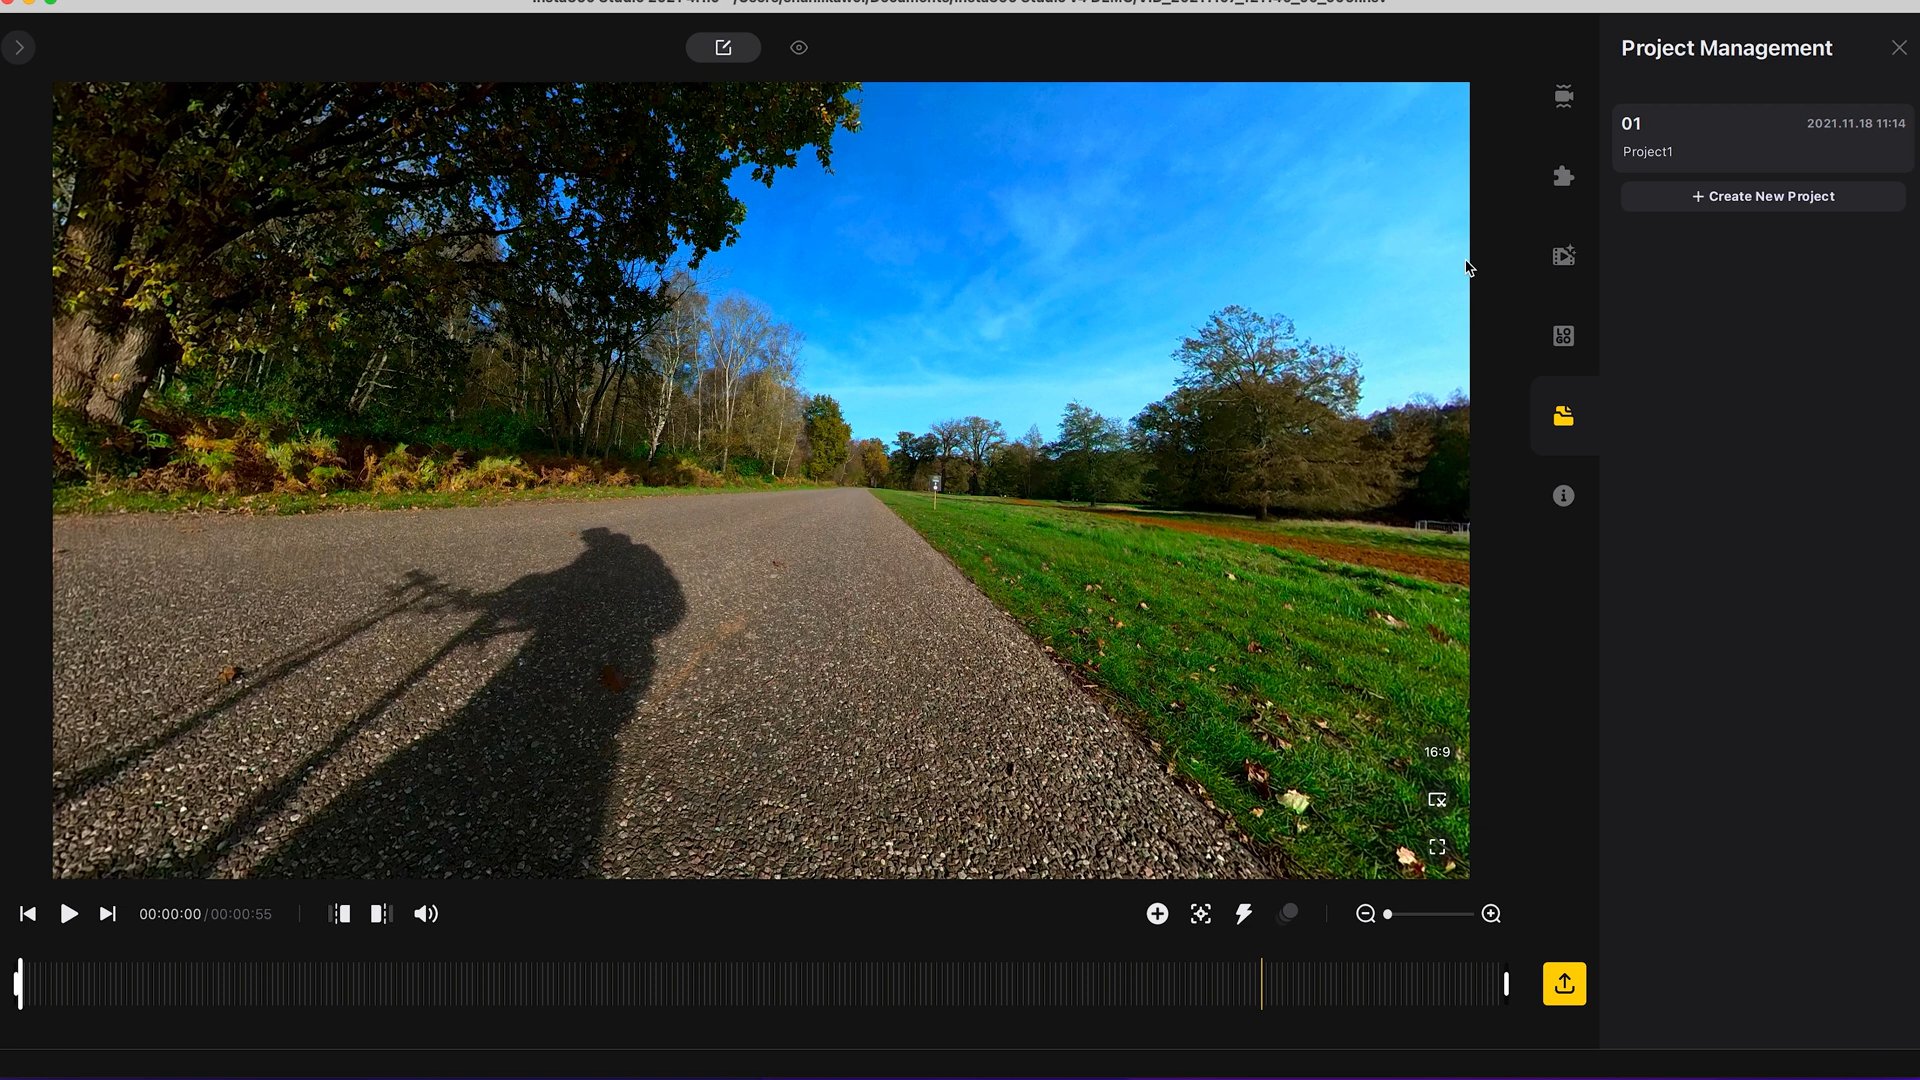 Project Management
01
2021.11.18 11:14
Project1
+ Create New Project
LOGO
16:9
00:00:00/00:00:55